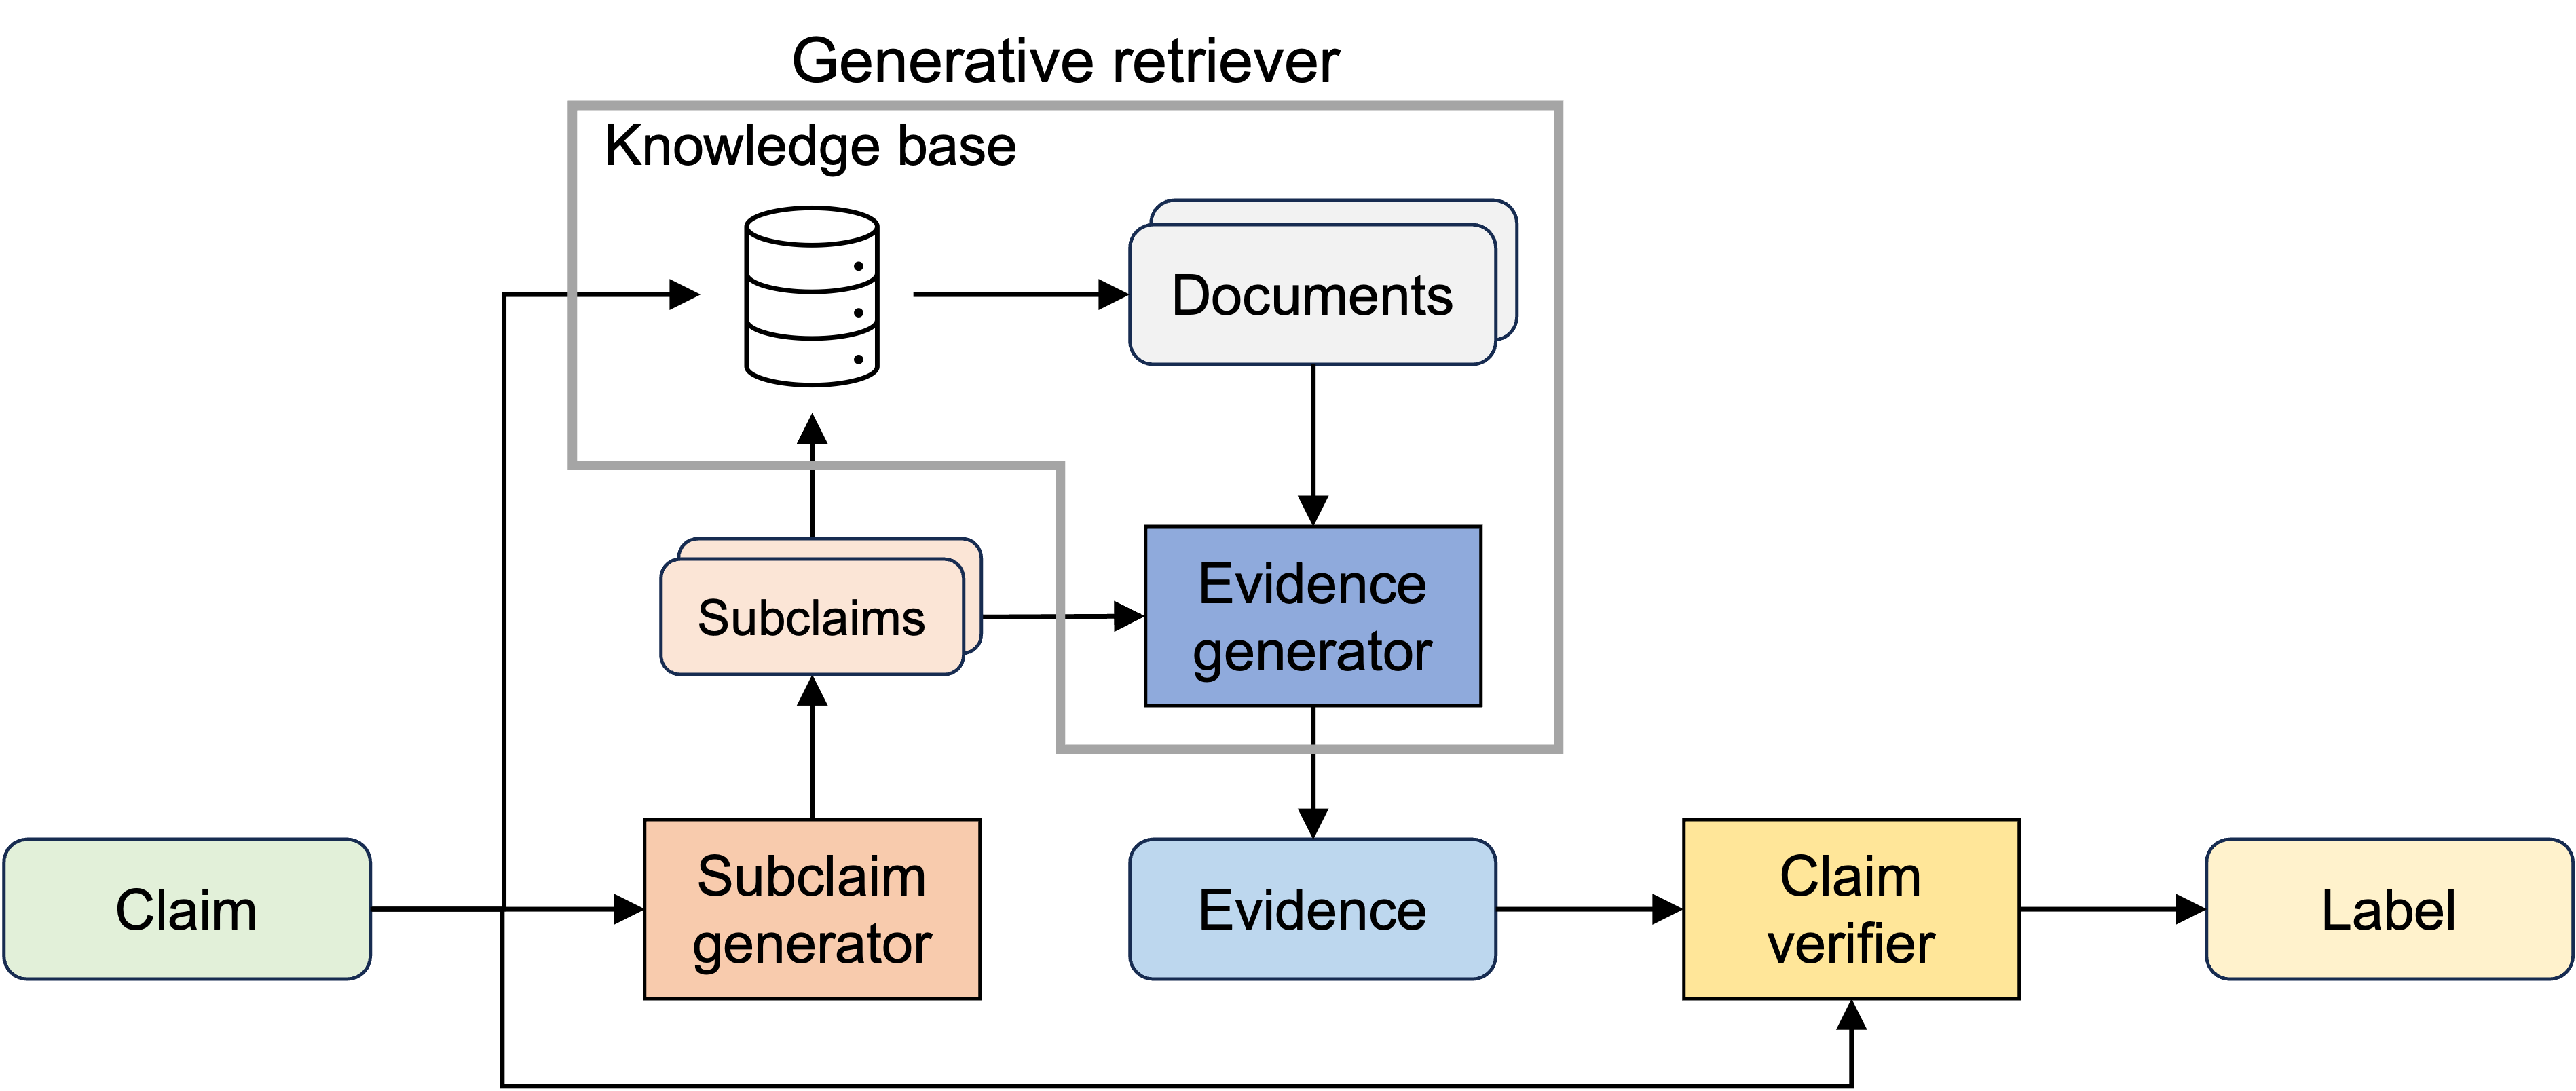 Generative retriever
Knowledge base
Documents
Evidence
generator
Subclaims
Claim
Subclaim
generator
Evidence
Claim
verifier
Label